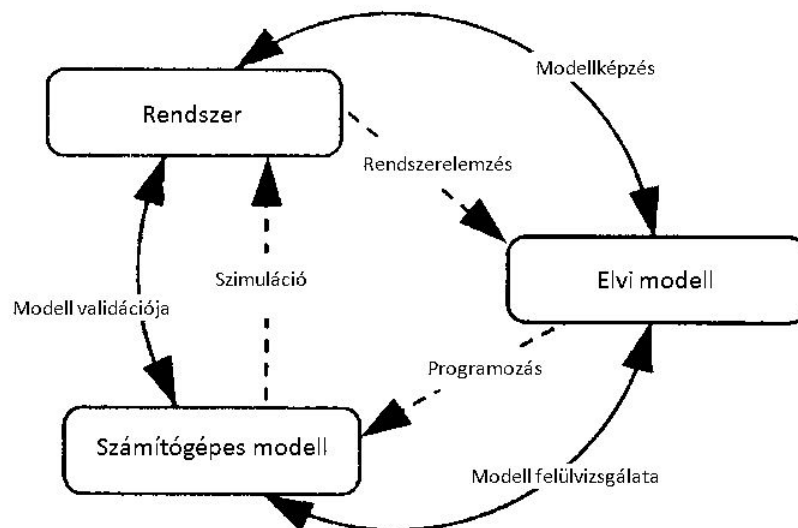 Modellképzés
Rendszer
Rendszerelemzés
Szimuláció
Elvi modell
Modell validációja
Programozás
Számítógépes modell
Modell felülvizsgálata